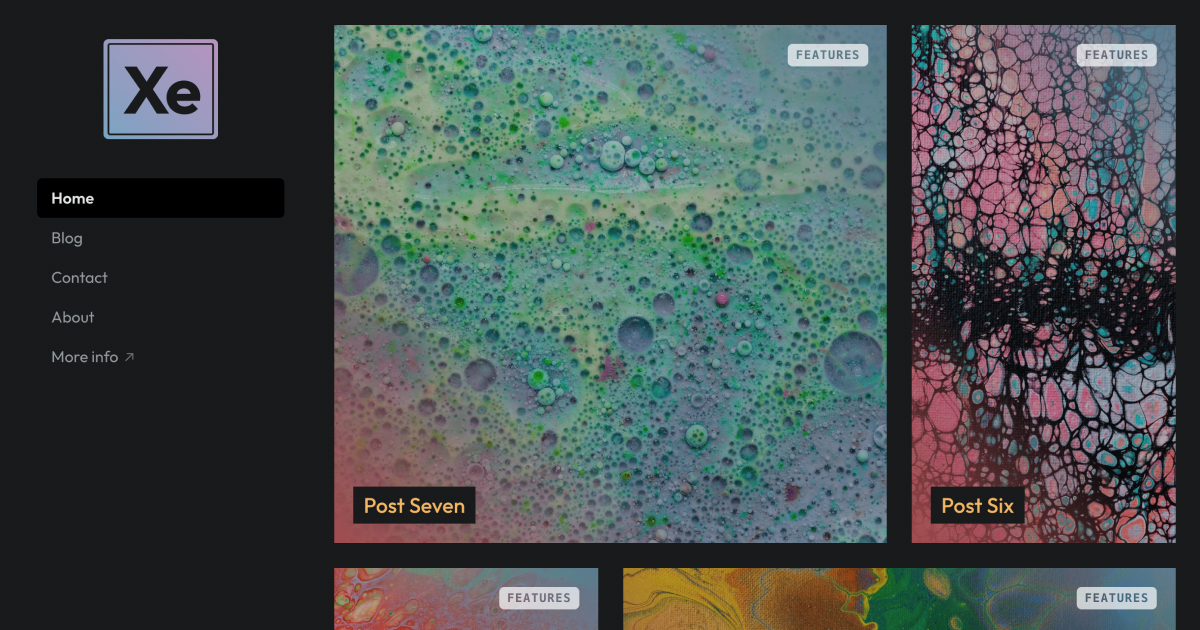 Xe
Home
Blog
Contact
About
More info ↗
FEATURES
Post Seven
FEATURES
Post Six
FEATURES
FEATURES